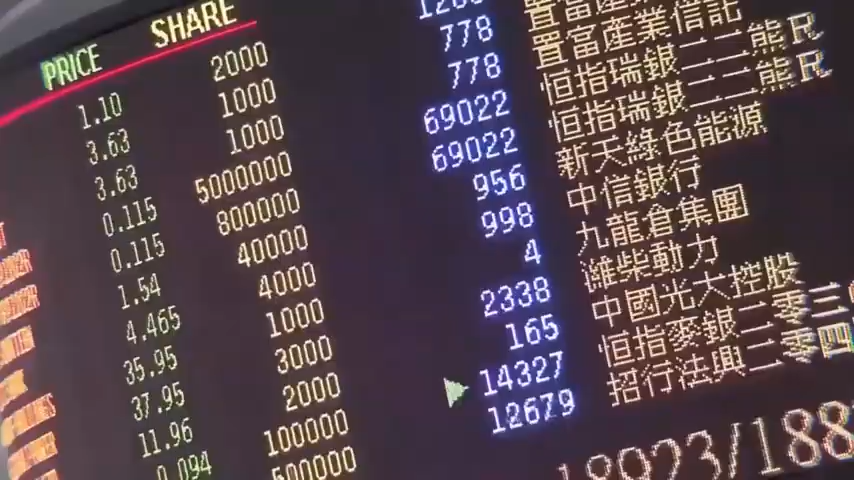 PRICE SHARE
1.10 2000
3.63 1000 778 置富產業
3.63 1000 778 置富產業信託
0.115 5000000 69022 恒指瑞銀二二熊R
0.115 800000 69022 恒指瑞銀二二熊R
1.54 40000 956 新天綠色能源
4.465 4000 998 中信銀行
35.95 1000 4 九龍倉集團
37.95 3000 2338 濰柴動力
11.96 2000 165 中國光大控股
0.094 100000 14327 恒指麥銀二零三
500000 12679 招行法興二零四
18923/188